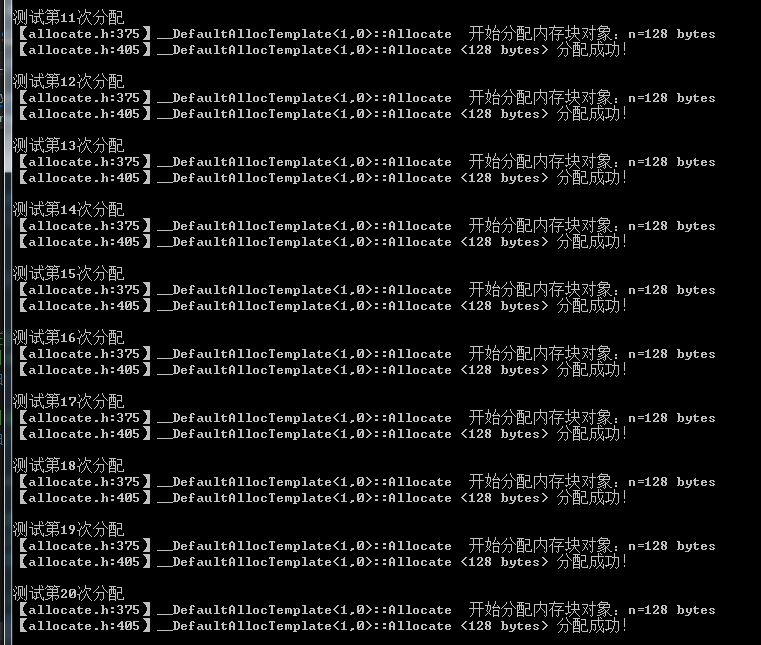 测试第11次分配
【allocate.h:375】__DefaultAllocTemplate<1,0>::Allocate  开始分配内存块对象：n=128 bytes
【allocate.h:405】__DefaultAllocTemplate<1,0>::Allocate <128 bytes> 分配成功!
测试第12次分配
【allocate.h:375】__DefaultAllocTemplate<1,0>::Allocate  开始分配内存块对象：n=128 bytes
【allocate.h:405】__DefaultAllocTemplate<1,0>::Allocate <128 bytes> 分配成功!
测试第13次分配
【allocate.h:375】__DefaultAllocTemplate<1,0>::Allocate  开始分配内存块对象：n=128 bytes
【allocate.h:405】__DefaultAllocTemplate<1,0>::Allocate <128 bytes> 分配成功!
测试第14次分配
【allocate.h:375】__DefaultAllocTemplate<1,0>::Allocate  开始分配内存块对象：n=128 bytes
【allocate.h:405】__DefaultAllocTemplate<1,0>::Allocate <128 bytes> 分配成功!
测试第15次分配
【allocate.h:375】__DefaultAllocTemplate<1,0>::Allocate  开始分配内存块对象：n=128 bytes
【allocate.h:405】__DefaultAllocTemplate<1,0>::Allocate <128 bytes> 分配成功!
测试第16次分配
【allocate.h:375】__DefaultAllocTemplate<1,0>::Allocate  开始分配内存块对象：n=128 bytes
【allocate.h:405】__DefaultAllocTemplate<1,0>::Allocate <128 bytes> 分配成功!
测试第17次分配
【allocate.h:375】__DefaultAllocTemplate<1,0>::Allocate  开始分配内存块对象：n=128 bytes
【allocate.h:405】__DefaultAllocTemplate<1,0>::Allocate <128 bytes> 分配成功!
测试第18次分配
【allocate.h:375】__DefaultAllocTemplate<1,0>::Allocate  开始分配内存块对象：n=128 bytes
【allocate.h:405】__DefaultAllocTemplate<1,0>::Allocate <128 bytes> 分配成功!
测试第19次分配
【allocate.h:375】__DefaultAllocTemplate<1,0>::Allocate  开始分配内存块对象：n=128 bytes
【allocate.h:405】__DefaultAllocTemplate<1,0>::Allocate <128 bytes> 分配成功!
测试第20次分配
【allocate.h:375】__DefaultAllocTemplate<1,0>::Allocate  开始分配内存块对象：n=128 bytes
【allocate.h:405】__DefaultAllocTemplate<1,0>::Allocate <128 bytes> 分配成功!